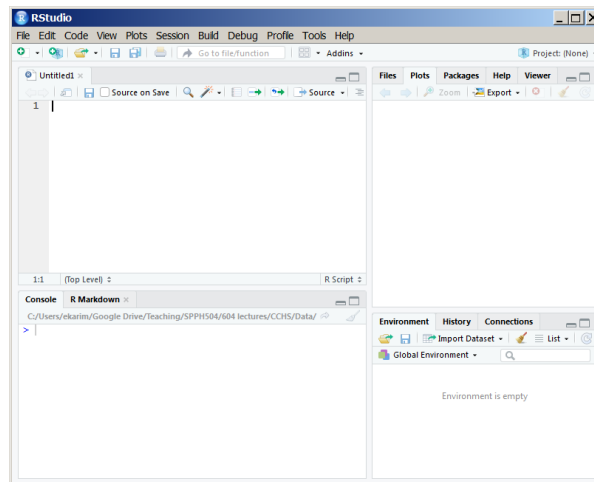 RStudio
File Edit Code View Plots Session Build Debug Profile Tools Help
Go to file/function Addins Project: (None)
Untitled1
Source on Save Source
1
1:1 (Top Level) R Script
Console R Markdown
C:/Users/ekarim/Google Drive/Teaching/SPPH504/604 lectures/CCHS/Data/
>
Files Plots Packages Help Viewer
Zoom Export
Environment History Connections
Import Dataset List
Global Environment
Environment is empty